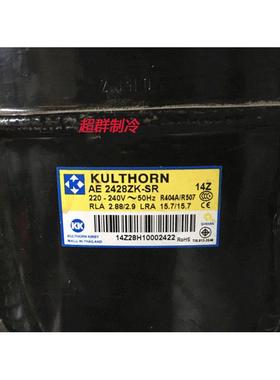 超群制冷
KULTHORN
AE 2428ZK-SR
14Z
220 - 240V ～ 50Hz R404A/R507
RLA 2.88/2.9 LRA 15.7/15.7
KK
KULTHORN KIRBY
MADE IN THAILAND
14Z28H10002422
RoHS